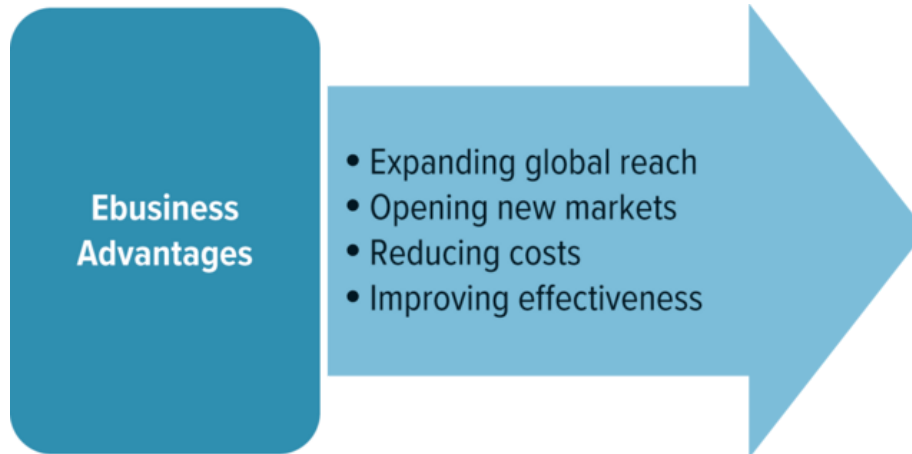 Ebusiness
Advantages
• Expanding global reach
• Opening new markets
• Reducing costs
• Improving effectiveness